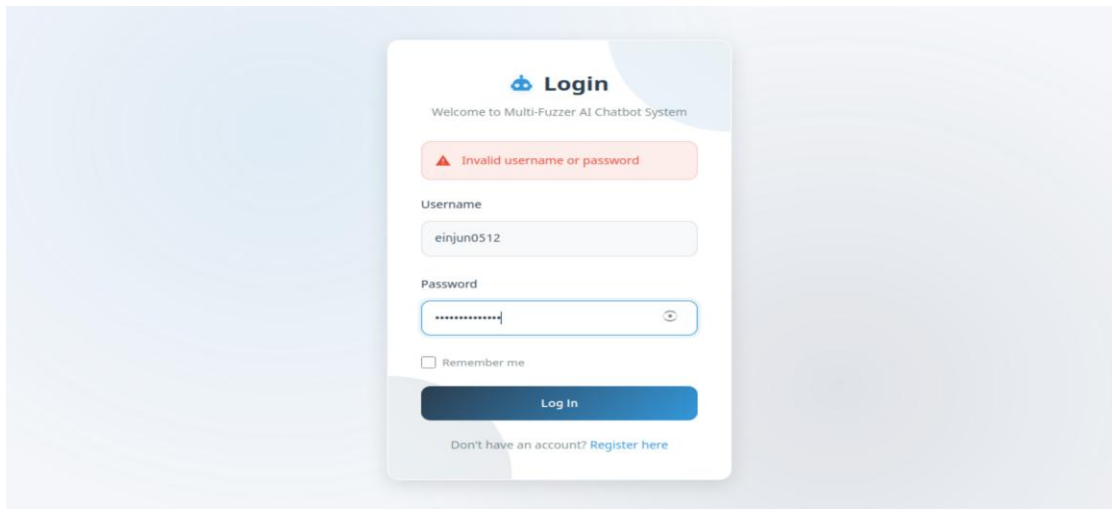 Login
Welcome to Multi-Fuzzer AI Chatbot System
Invalid username or password
Username
einjun0512
Password
••••••••••••••
Remember me
Log In
Don't have an account? Register here